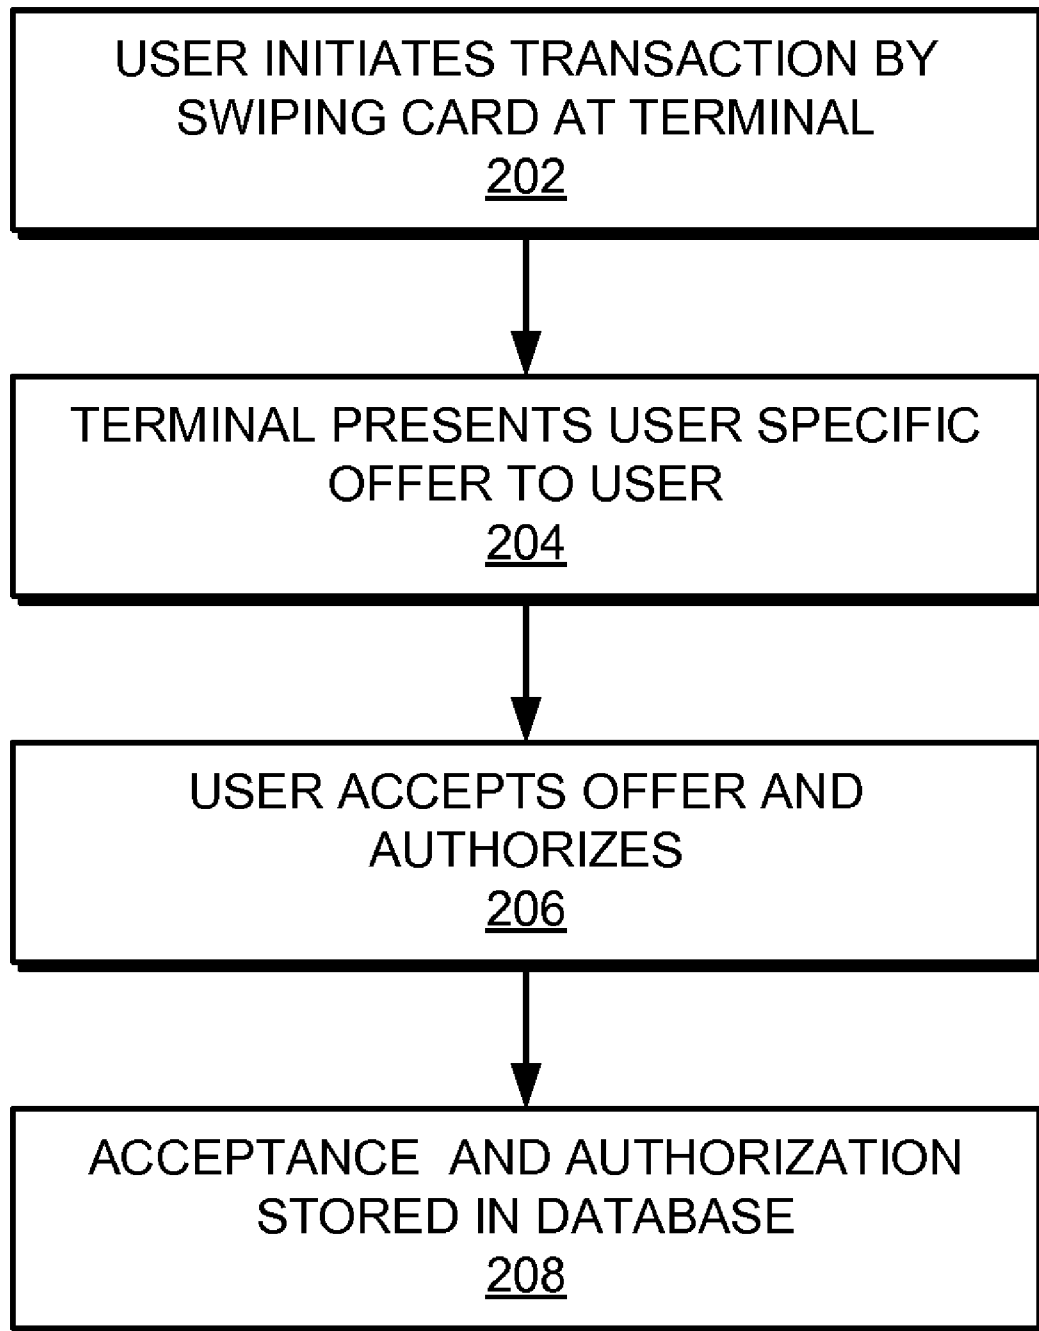 USER INITIATES TRANSACTION BY
SWIPING CARD AT TERMINAL
202
TERMINAL PRESENTS USER SPECIFIC
OFFER TO USER
204
USER ACCEPTS OFFER AND
AUTHORIZES
206
ACCEPTANCE  AND AUTHORIZATION
STORED IN DATABASE
208